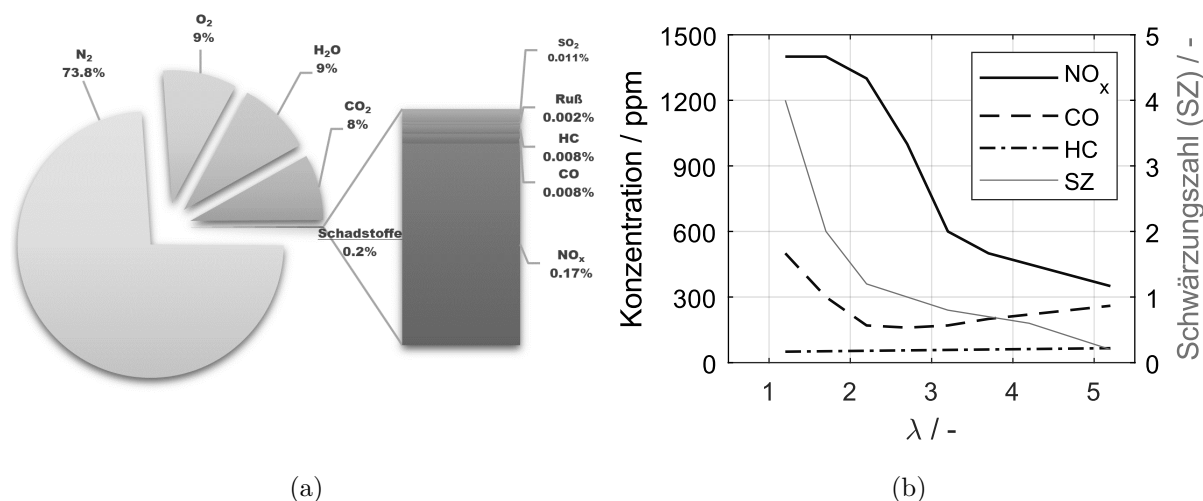 N₂
73.8%
O₂
9%
H₂O
9%
CO₂
8%
Schadstoffe
0.2%
SO₂
0.011%
Ruß
0.002%
HC
0.008%
CO
0.008%
NOₓ
0.17%
(a)
Konzentration / ppm
1500
1200
900
600
300
0
1
2
3
4
5
λ / -
NOₓ
CO
HC
SZ
5
4
3
2
1
0
Schwärzungszahl (SZ) / -
(b)